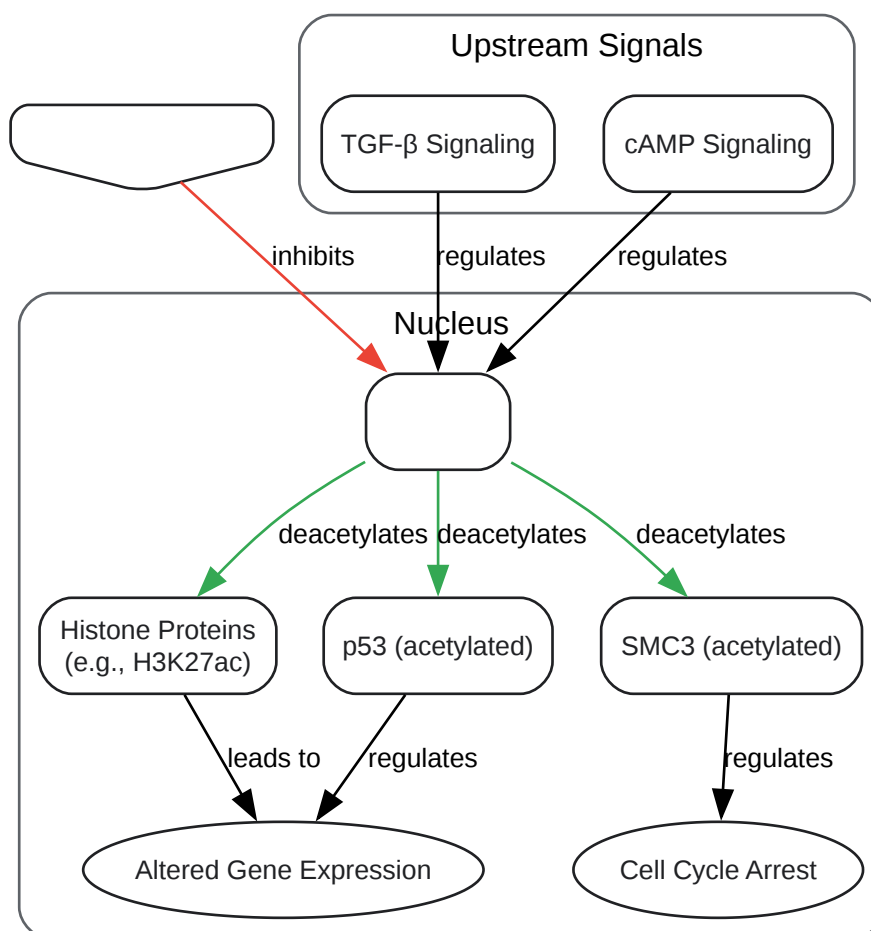 Upstream Signals
TGF-β Signaling
cAMP Signaling
inhibits
regulates
regulates
Nucleus
deacetylates
deacetylates
deacetylates
Histone Proteins
(e.g., H3K27ac)
p53 (acetylated)
SMC3 (acetylated)
leads to
regulates
regulates
Altered Gene Expression
Cell Cycle Arrest